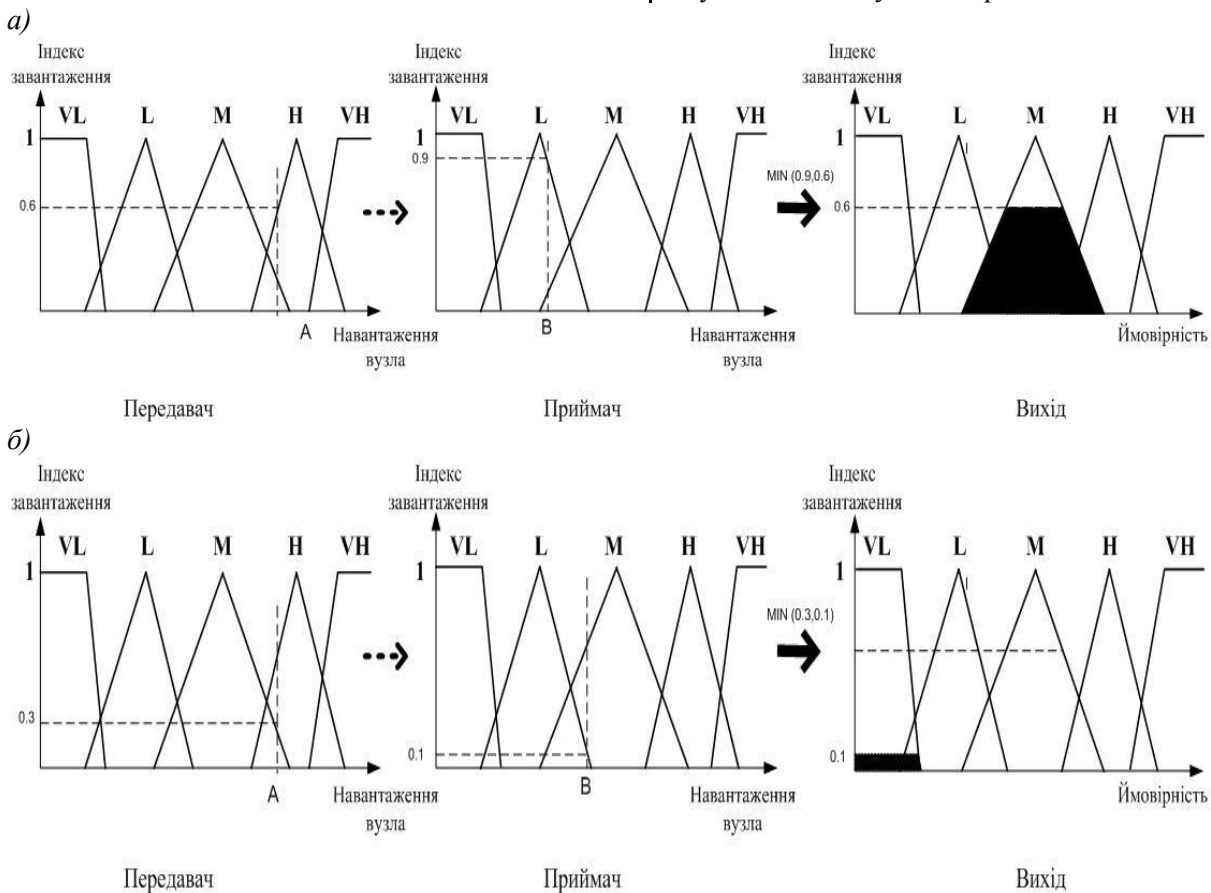 а)
Індекс
завантаження
VL L M H VH
1
0.6
A
Навантаження
вузла
Передавач
Індекс
завантаження
VL L M H VH
1
0.9
B
Навантаження
вузла
Приймач
MIN (0.9,0.6)
Індекс
завантаження
VL L M H VH
1
0.6
Ймовірність
Вихід
б)
Індекс
завантаження
VL L M H VH
1
0.3
A
Навантаження
вузла
Передавач
Індекс
завантаження
VL L M H VH
1
0.1
B
Навантаження
вузла
Приймач
MIN (0.3,0.1)
Індекс
завантаження
VL L M H VH
1
0.1
Ймовірність
Вихід